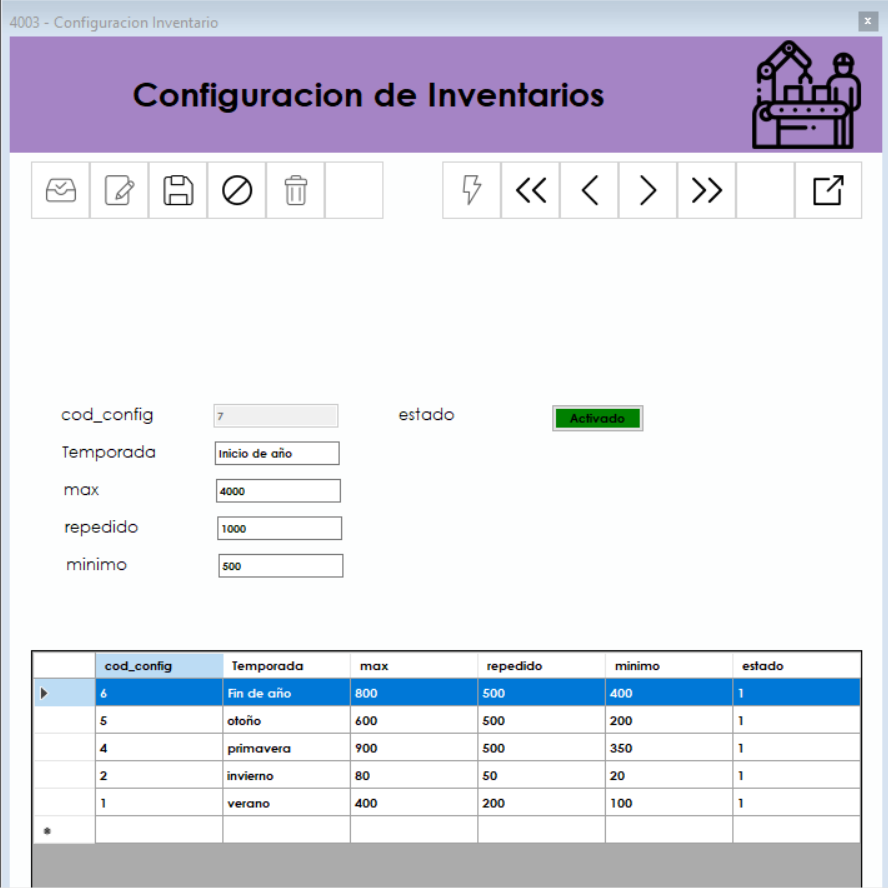 4003 - Configuracion Inventario
x
Configuracion de Inventarios
cod_config 7 estado Activado
Temporada Inicio de año
max 4000
repedido 1000
minimo 500
cod_config Temporada max repedido minimo estado
6 Fin de año 800 500 400 1
5 otoño 600 500 200 1
4 primavera 900 500 350 1
2 invierno 80 50 20 1
1 verano 400 200 100 1
*